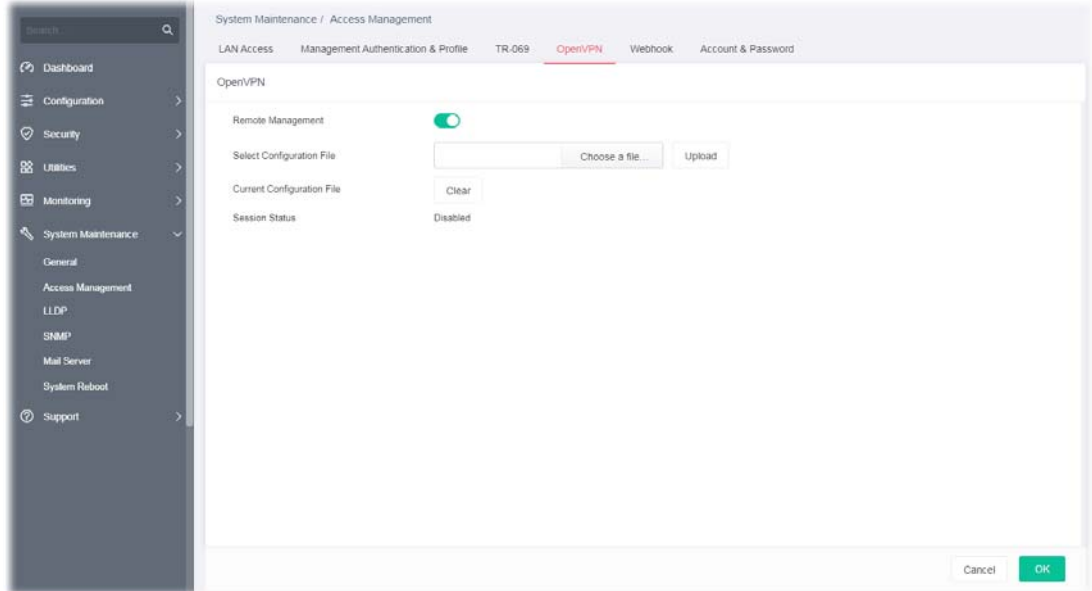 Search...
Dashboard
Configuration
Security
Utilities
Monitoring
System Maintenance
General
Access Management
LLDP
SNMP
Mail Server
System Reboot
Support
System Maintenance / Access Management
LAN Access Management Authentication & Profile TR-069 OpenVPN Webhook Account & Password
OpenVPN
Remote Management
Select Configuration File Choose a file... Upload
Current Configuration File Clear
Session Status Disabled
Cancel OK